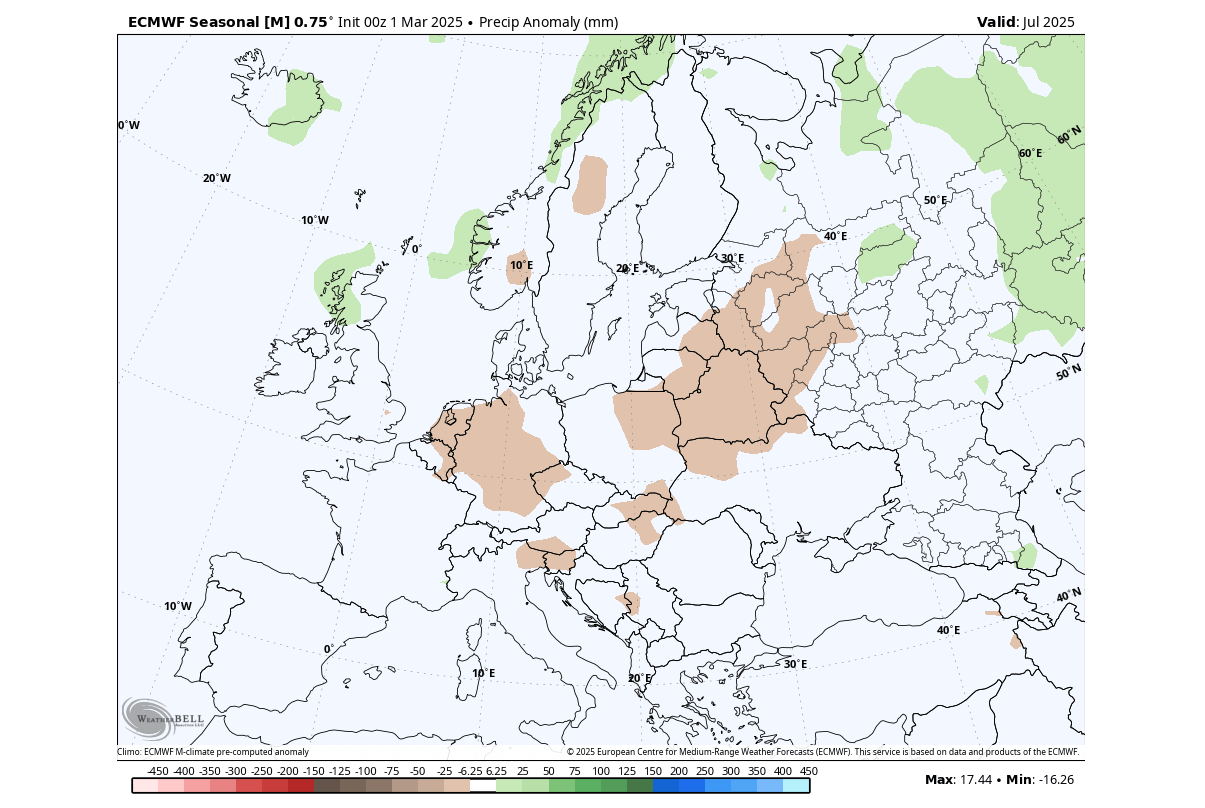 ECMWF Seasonal [M] 0.75° Init 00z 1 Mar 2025 • Precip Anomaly (mm)
Valid: Jul 2025
0°W
60°N
60°E
20°W
50°E
10°W
40°E
0°
30°E
10°E
20°E
50°N
0°
40°N
10°W
40°E
0°
30°E
10°E
20°E
WEATHERBELL
Climo: ECMWF M-climate pre-computed anomaly
© 2025 European Centre for Medium-Range Weather Forecasts (ECMWF). This service is based on data and products of the ECMWF.
-450 -400 -350 -300 -250 -200 -150 -125 -100 -75 -50 -25 -6.25 6.25 25 50 75 100 125 150 200 250 300 350 400 450
Max: 17.44 • Min: -16.26